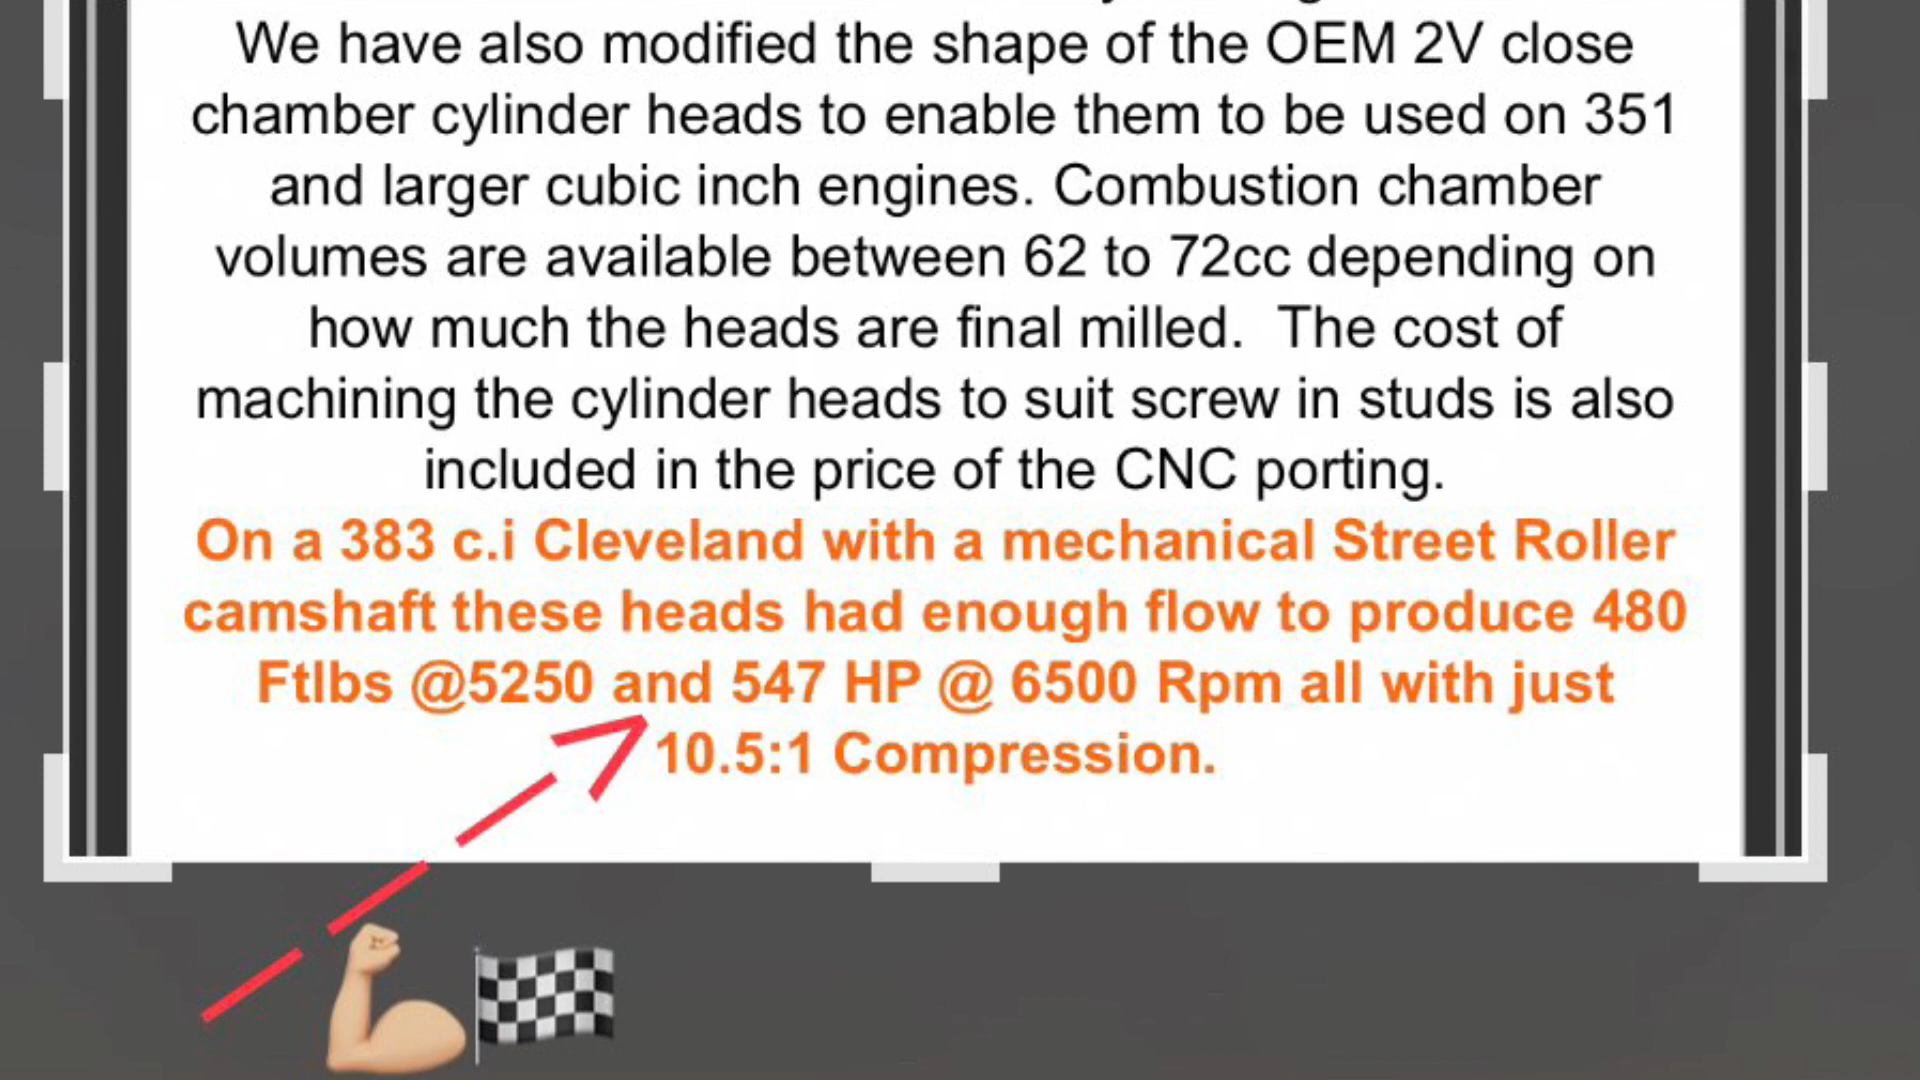 We have also modified the shape of the OEM 2V close
chamber cylinder heads to enable them to be used on 351
and larger cubic inch engines. Combustion chamber
volumes are available between 62 to 72cc depending on
how much the heads are final milled.  The cost of
machining the cylinder heads to suit screw in studs is also
included in the price of the CNC porting.
On a 383 c.i Cleveland with a mechanical Street Roller
camshaft these heads had enough flow to produce 480
Ftlbs @5250 and 547 HP @ 6500 Rpm all with just
10.5:1 Compression.